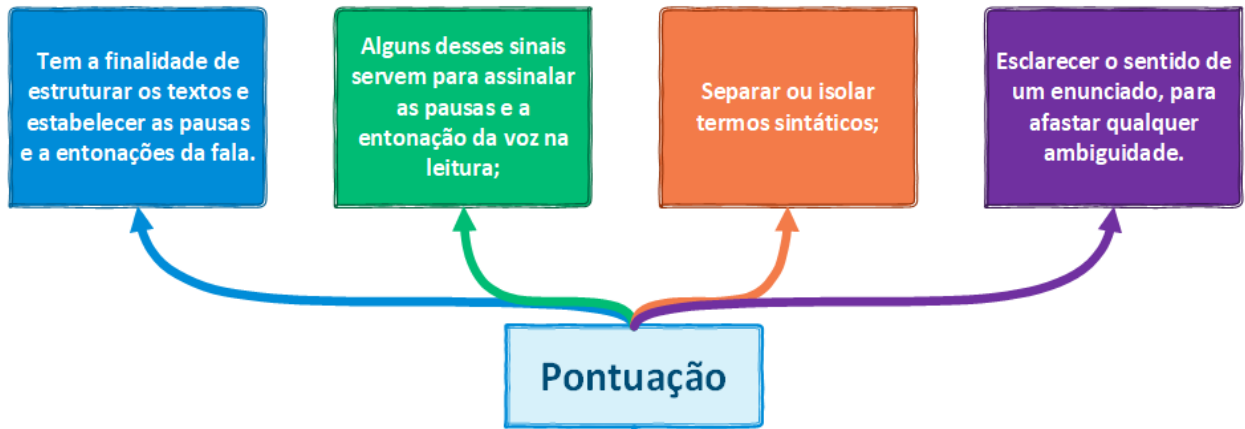 Tem a finalidade de
estruturar os textos e
estabelecer as pausas
e a entonações da fala.
Alguns desses sinais
servem para assinalar
as pausas e a
entonação da voz na
leitura;
Separar ou isolar
termos sintáticos;
Esclarecer o sentido de
um enunciado, para
afastar qualquer
ambiguidade.
Pontuação